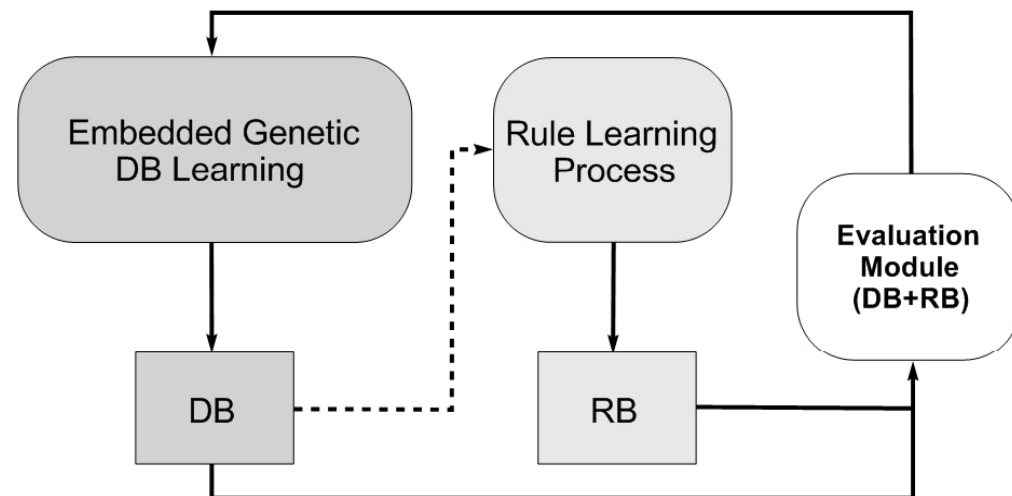 Embedded Genetic
DB Learning
Rule Learning
Process
Evaluation
Module
(DB+RB)
DB
RB